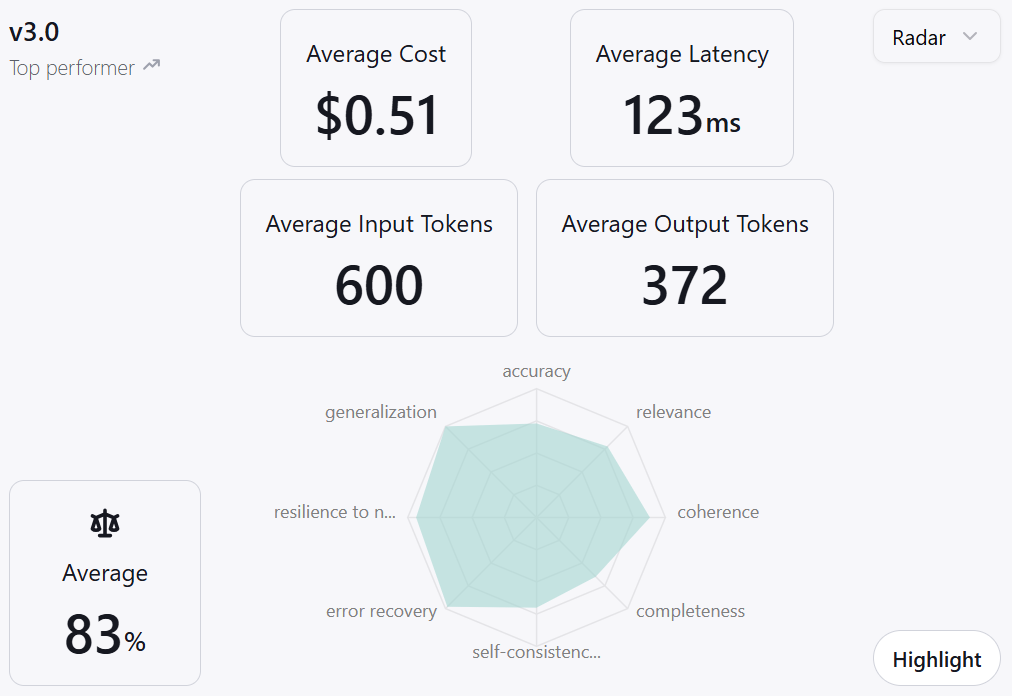 v3.0
Top performer
Average Cost
$0.51
Average Latency
123ms
Radar
Average Input Tokens
600
Average Output Tokens
372
accuracy
generalization
relevance
resilience to n...
coherence
error recovery
completeness
self-consistenc...
Average
83%
Highlight